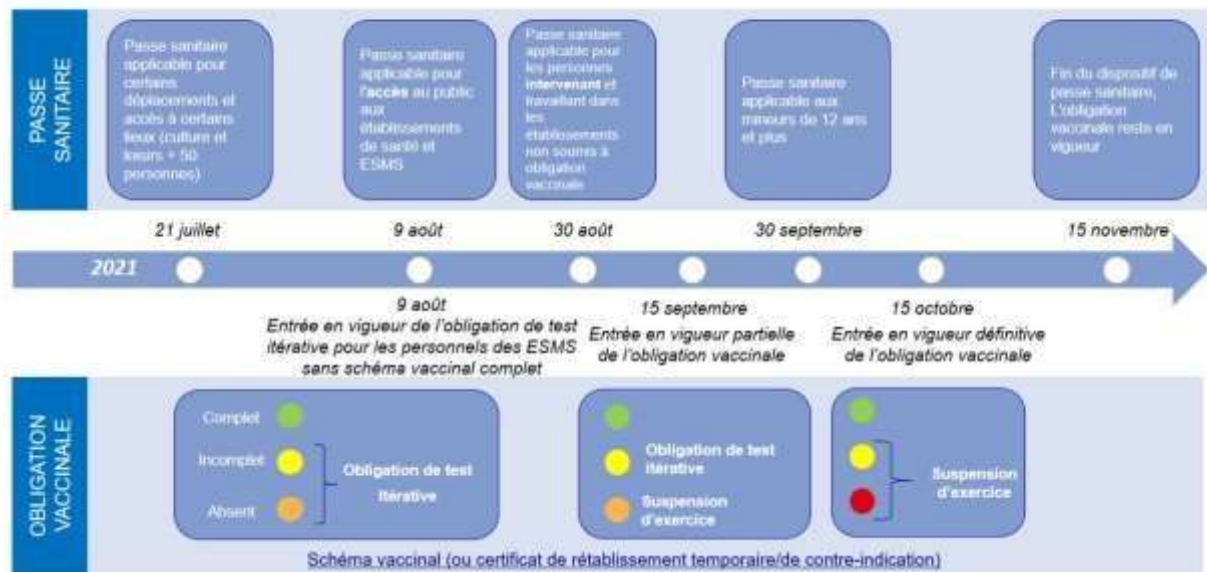 PASSE
SANITAIRE
Passe sanitaire
applicable pour
certains
déplacements et
accès à certains
lieux (culture et
loisirs + 50
personnes)
Passe sanitaire
applicable pour
l'accès au public
aux
établissements
de santé et
ESMS
Passe sanitaire
applicable pour
les personnes
intervenant et
travaillant dans
les
établissements
non soumis à
obligation
vaccinale
Passe sanitaire
applicable aux
mineurs de 12 ans
et plus
Fin du dispositif de
passe sanitaire,
L'obligation
vaccinale reste en
vigueur
21 juillet
9 août
30 août
30 septembre
15 novembre
2021
9 août
Entrée en vigueur de l'obligation de test
itérative pour les personnels des ESMS
sans schéma vaccinal complet
15 septembre
Entrée en vigueur partielle
de l'obligation vaccinale
15 octobre
Entrée en vigueur définitive
de l'obligation vaccinale
OBLIGATION
VACCINALE
Complet
Incomplet
Absent
Obligation de test
itérative
Obligation de test
itérative
Suspension
d'exercice
Suspension
d'exercice
Schéma vaccinal (ou certificat de rétablissement temporaire/de contre-indication)